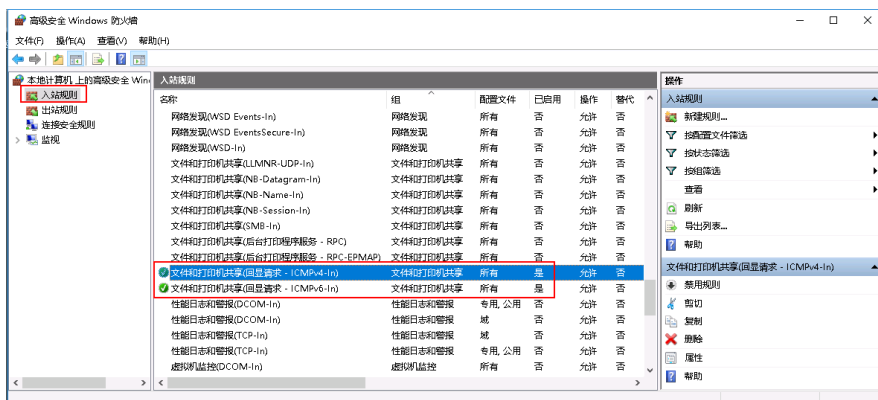 高级安全 Windows 防火墙
文件(F) 操作(A) 查看(V) 帮助(H)
本地计算机 上的高级安全 Win
入站规则
出站规则
连接安全规则
监视
入站规则
名称 组 配置文件 已启用 操作 替代
网络发现(WSD Events-In) 网络发现 所有 否 允许 否
网络发现(WSD EventsSecure-In) 网络发现 所有 否 允许 否
网络发现(WSD-In) 网络发现 所有 否 允许 否
文件和打印机共享(LLMNR-UDP-In) 文件和打印机共享 所有 否 允许 否
文件和打印机共享(NB-Datagram-In) 文件和打印机共享 所有 否 允许 否
文件和打印机共享(NB-Name-In) 文件和打印机共享 所有 否 允许 否
文件和打印机共享(NB-Session-In) 文件和打印机共享 所有 否 允许 否
文件和打印机共享(SMB-In) 文件和打印机共享 所有 否 允许 否
文件和打印机共享(后台打印程序服务 - RPC) 文件和打印机共享 所有 否 允许 否
文件和打印机共享(后台打印程序服务 - RPC-EPMAP) 文件和打印机共享 所有 否 允许 否
文件和打印机共享(回显请求 - ICMPv4-In) 文件和打印机共享 所有 是 允许 否
文件和打印机共享(回显请求 - ICMPv6-In) 文件和打印机共享 所有 是 允许 否
性能日志和警报(DCOM-In) 性能日志和警报 专用, 公用 否 允许 否
性能日志和警报(DCOM-In) 性能日志和警报 域 否 允许 否
性能日志和警报(TCP-In) 性能日志和警报 域 否 允许 否
性能日志和警报(TCP-In) 性能日志和警报 专用, 公用 否 允许 否
虚拟机监控(DCOM-In) 虚拟机监控 所有 否 允许 否
操作
入站规则
新建规则...
按配置文件筛选
按状态筛选
按组筛选
查看
刷新
导出列表...
帮助
文件和打印机共享(回显请求 - ICMPv4-In)
禁用规则
剪切
复制
删除
属性
帮助